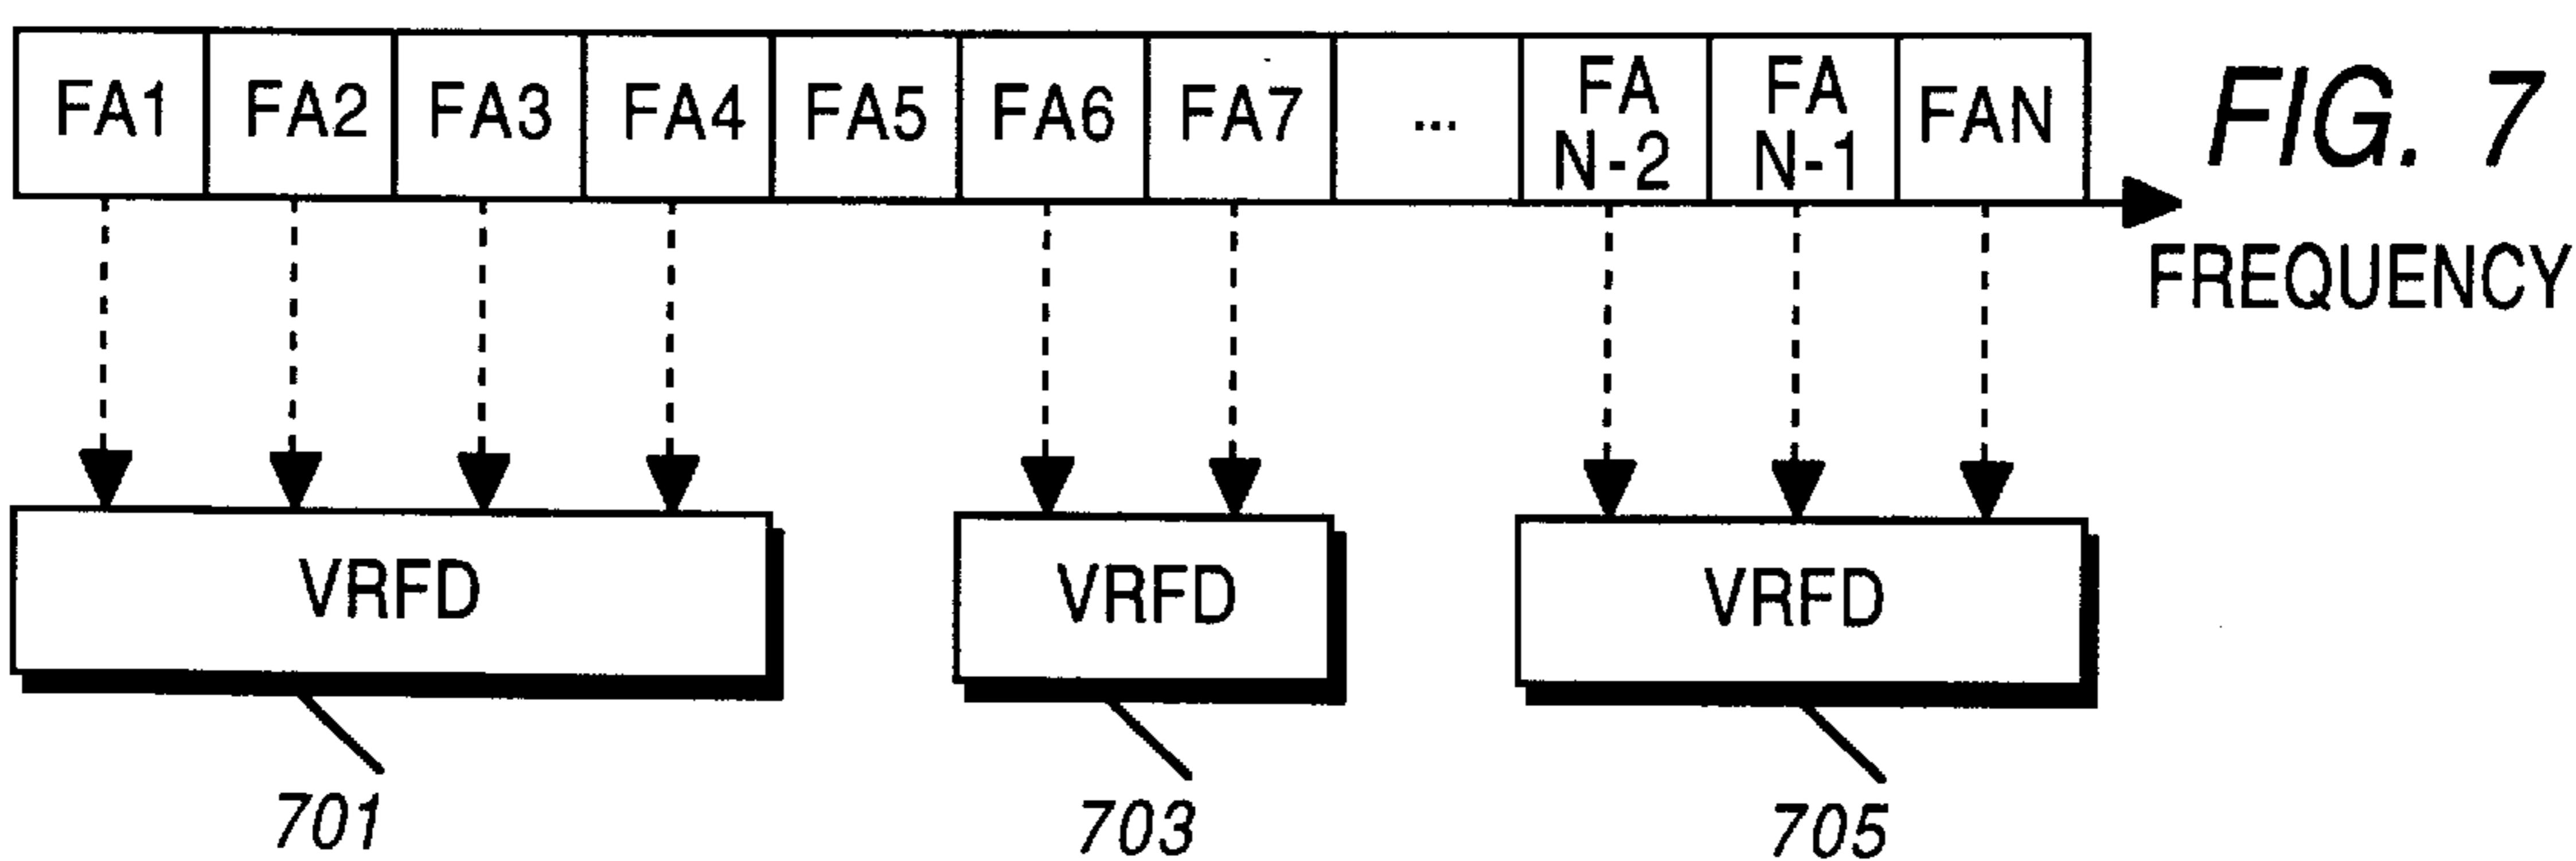 FA1 FA2 FA3 FA4 FA5 FA6 FA7 ... FA N-2 FA N-1 FAN
FIG. 7
FREQUENCY
VRFD VRFD VRFD
701 703 705